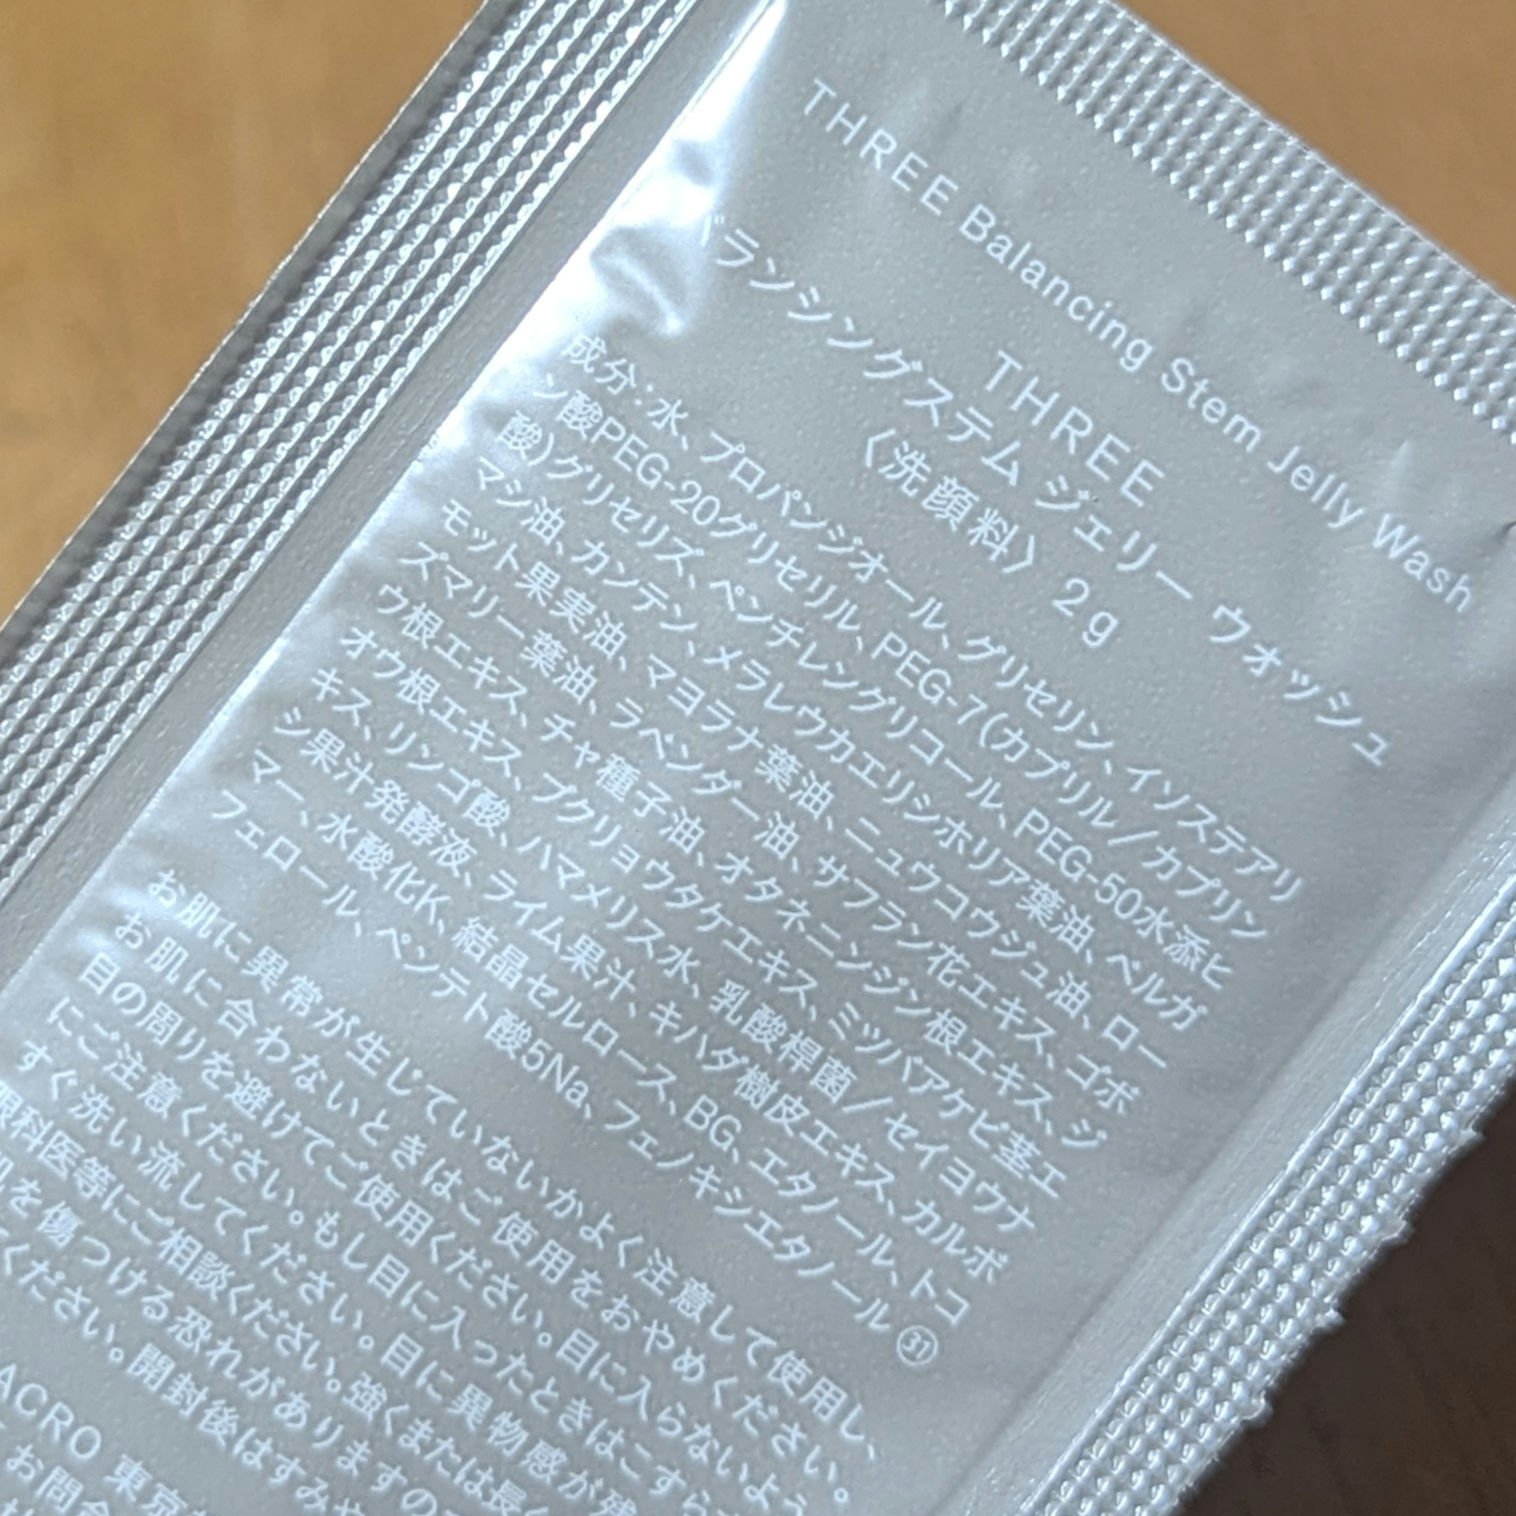 THREE Balancing Stem Jelly Wash
THREE
バランシングステム ジェリー ウォッシュ
〈洗顔料〉 2g
成分:水、プロパンジオール、グリセリン、イソステアリ
ン酸PEG-20グリセリル、PEG-7(カプリル/カプリン
酸)グリセリズ、ペンチレングリコール、PEG-50水添ヒ
マシ油、カンテン、メラレウカエリシホリア葉油、ベルガ
モット果実油、マヨラナ葉油、ニュウコウジュ油、ロー
ズマリー葉油、ラベンダー油、サフラン花エキス、ゴボ
ウ根エキス、チャ種子油、オタネニンジン根エキス、ジ
オウ根エキス、ブクリョウタケエキス、ミツバアケビ茎エ
キス、リンゴ酸、ハマメリス水、乳酸桿菌/セイヨウナ
シ果汁発酵液、ライム果汁、キハダ樹皮エキス、カルボ
マー、水酸化K、結晶セルロース、BG、エタノール、トコ
フェロール、ペンテト酸5Na、フェノキシエタノール ㉛
お肌に異常が生じていないかよく注意して使用し、
お肌に合わないときはご使用をおやめください。
目の周りを避けてご使用ください。目に入らないよう
にご注意ください。もし目に入ったときはこすら
すぐ洗い流してください。目に異物感が残
眼科医等にご相談ください。強くまたは長く
肌を傷つける恐れがありますので
ください。開封後はすみや
ACRO 東京
お問合